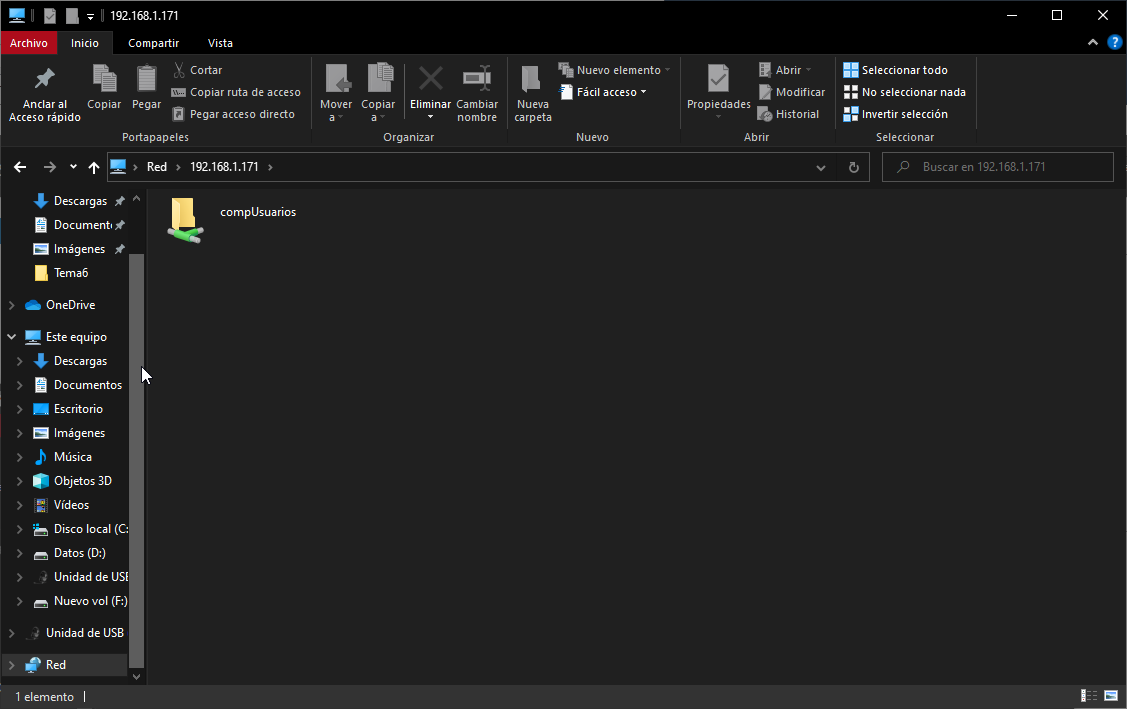 192.168.1.171
Archivo Inicio Compartir Vista
Anclar al
Acceso rápido
Copiar
Pegar
Cortar
Copiar ruta de acceso
Pegar acceso directo
Portapapeles
Mover
a
Copiar
a
Eliminar
Cambiar
nombre
Organizar
Nueva
carpeta
Nuevo elemento
Fácil acceso
Nuevo
Propiedades
Abrir
Modificar
Historial
Abrir
Seleccionar todo
No seleccionar nada
Invertir selección
Seleccionar
Red > 192.168.1.171 >
Buscar en 192.168.1.171
Descargas
Document
Imágenes
Tema6
OneDrive
Este equipo
Descargas
Documentos
Escritorio
Imágenes
Música
Objetos 3D
Vídeos
Disco local (C:
Datos (D:)
Unidad de USB
Nuevo vol (F:)
Unidad de USB
Red
compUsuarios
1 elemento